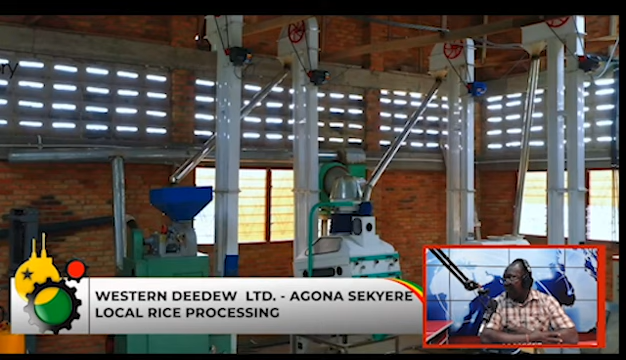 WESTERN DEEDEW LTD. - AGONA SEKYERE
LOCAL RICE PROCESSING